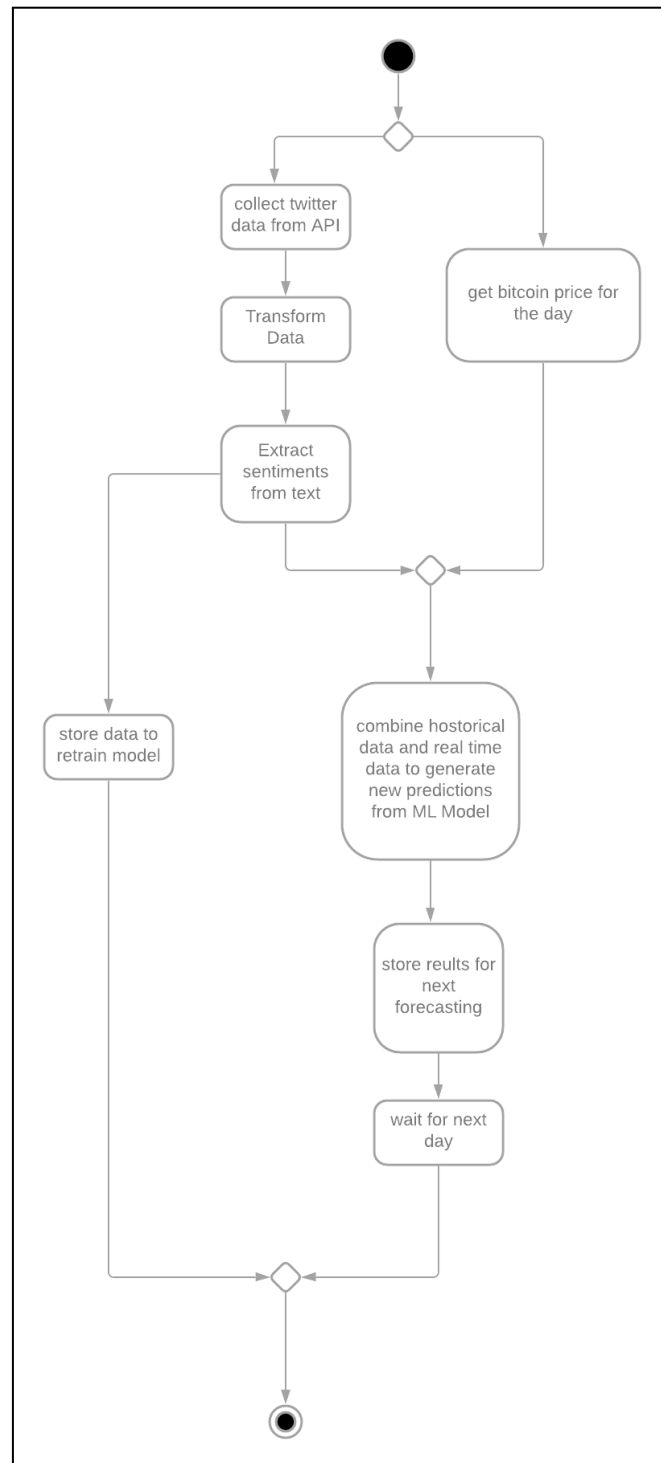 collect twitter
data from API
get bitcoin price for
the day
Transform
Data
Extract
sentiments
from text
store data to
retrain model
combine hostorical
data and real time
data to generate
new predictions
from ML Model
store reults for
next
forecasting
wait for next
day